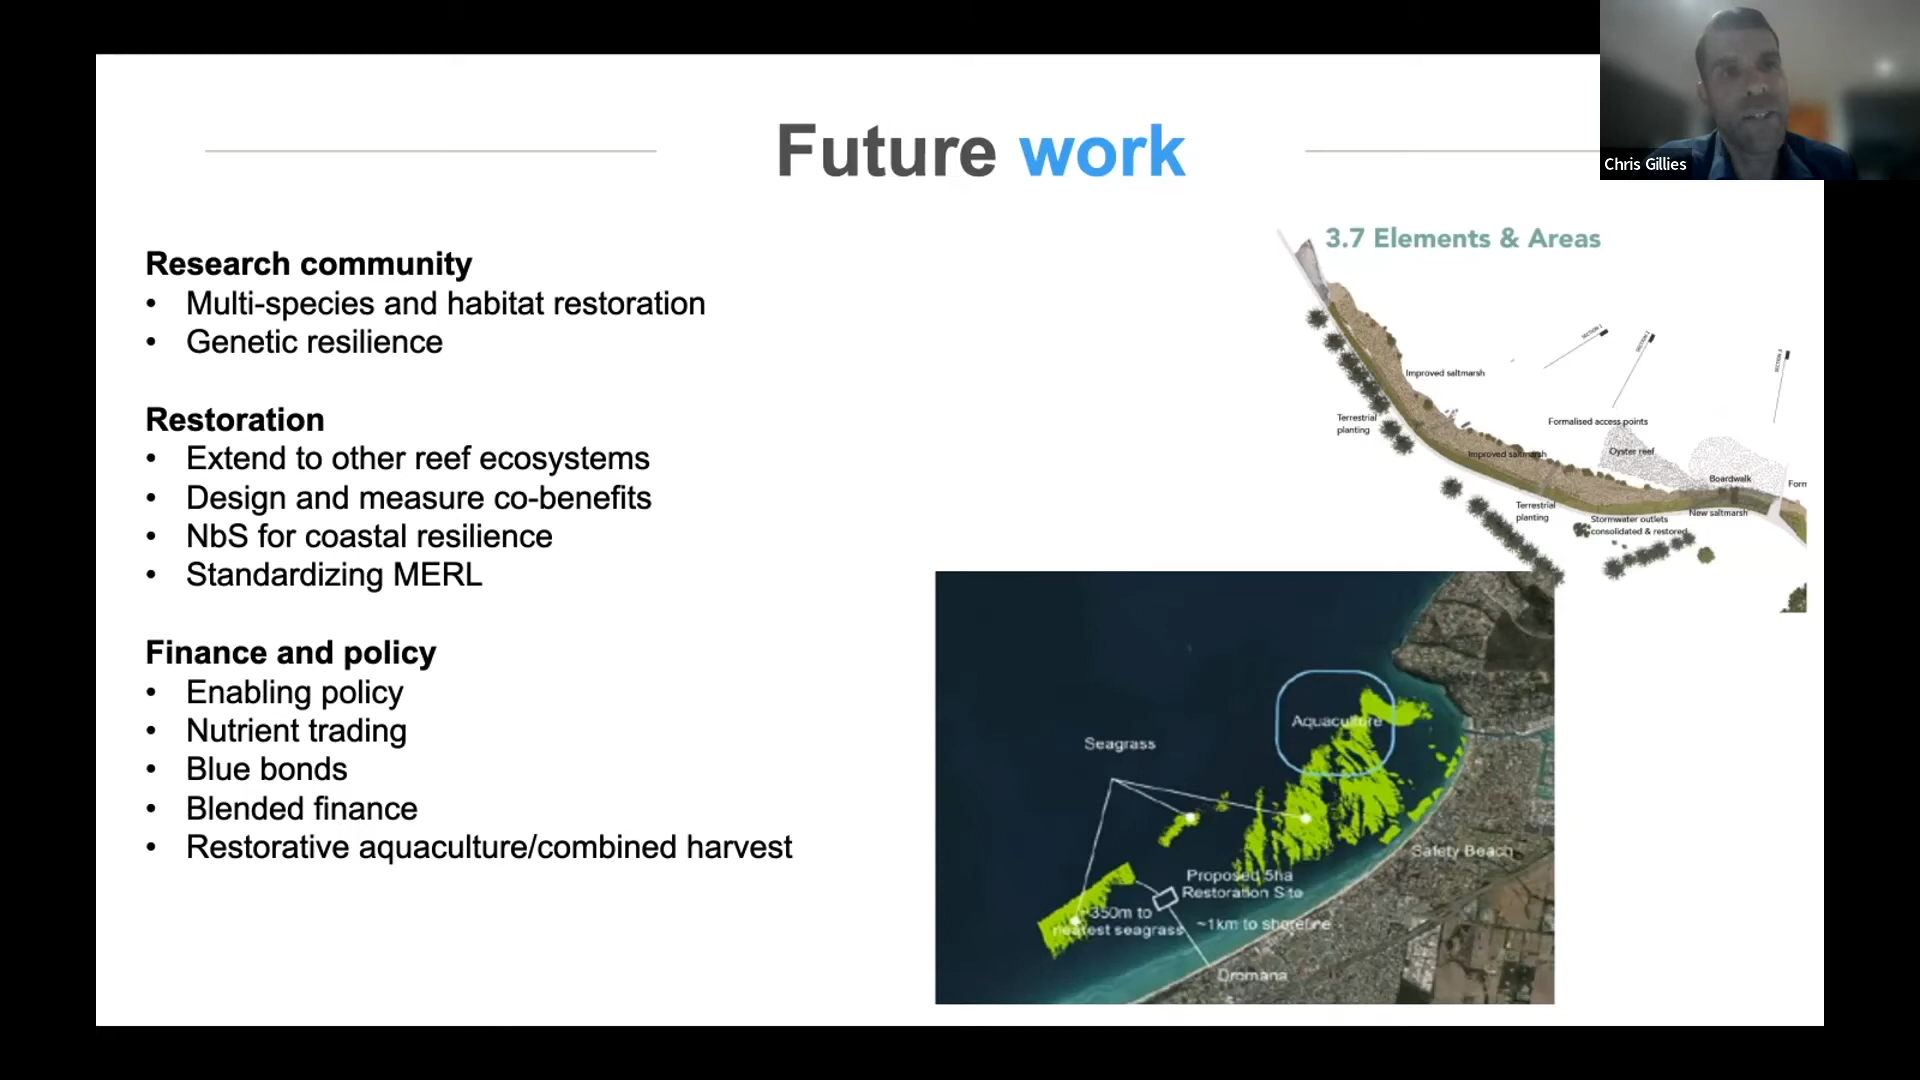 Future work
Chris Gillies
Research community
• Multi-species and habitat restoration
• Genetic resilience
Restoration
• Extend to other reef ecosystems
• Design and measure co-benefits
• NbS for coastal resilience
• Standardizing MERL
Finance and policy
• Enabling policy
• Nutrient trading
• Blue bonds
• Blended finance
• Restorative aquaculture/combined harvest
3.7 Elements & Areas
Improved saltmarsh
Terrestrial
planting
Formalised access points
Oyster reef
Improved saltmarsh
Boardwalk
Form
Terrestrial
planting
New saltmarsh
Stormwater outlets
consolidated & restored
Aquaculture
Seagrass
Safety Beach
Proposed 5ha
Restoration Site
~350m to
nearest seagrass
~1km to shoreline
Dromana